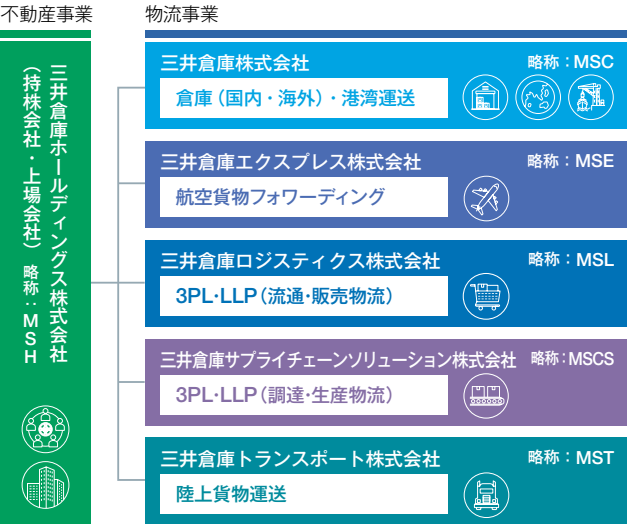 不動産事業
物流事業
三井倉庫ホールディングス株式会社
（持株会社・上場会社） 略称：MSH
三井倉庫株式会社 略称：MSC
倉庫（国内・海外）・港湾運送
三井倉庫エクスプレス株式会社 略称：MSE
航空貨物フォワーディング
三井倉庫ロジスティクス株式会社 略称：MSL
3PL・LLP（流通・販売物流）
三井倉庫サプライチェーンソリューション株式会社 略称：MSCS
3PL・LLP（調達・生産物流）
三井倉庫トランスポート株式会社 略称：MST
陸上貨物運送